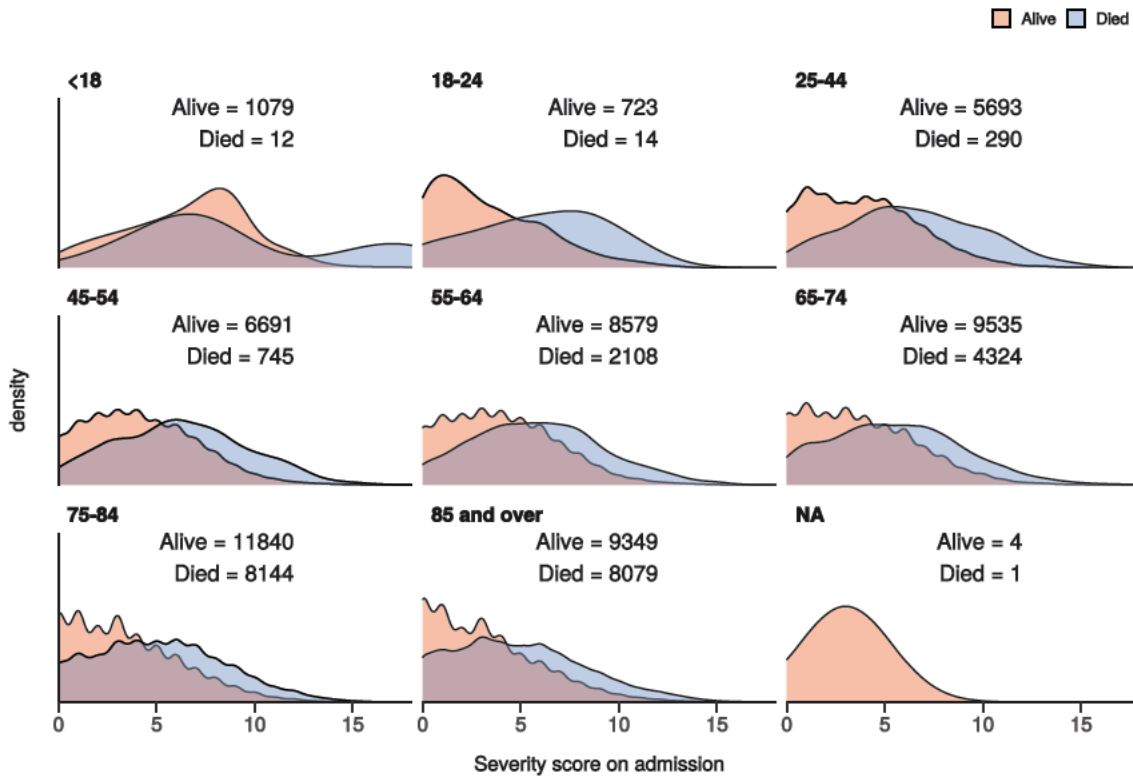 Alive Died
<18 18-24 25-44
Alive = 1079 Alive = 723 Alive = 5693
Died = 12 Died = 14 Died = 290
45-54 55-64 65-74
Alive = 6691 Alive = 8579 Alive = 9535
Died = 745 Died = 2108 Died = 4324
density
75-84 85 and over NA
Alive = 11840 Alive = 9349 Alive = 4
Died = 8144 Died = 8079 Died = 1
0 5 10 15 0 5 10 15 0 5 10 15
Severity score on admission